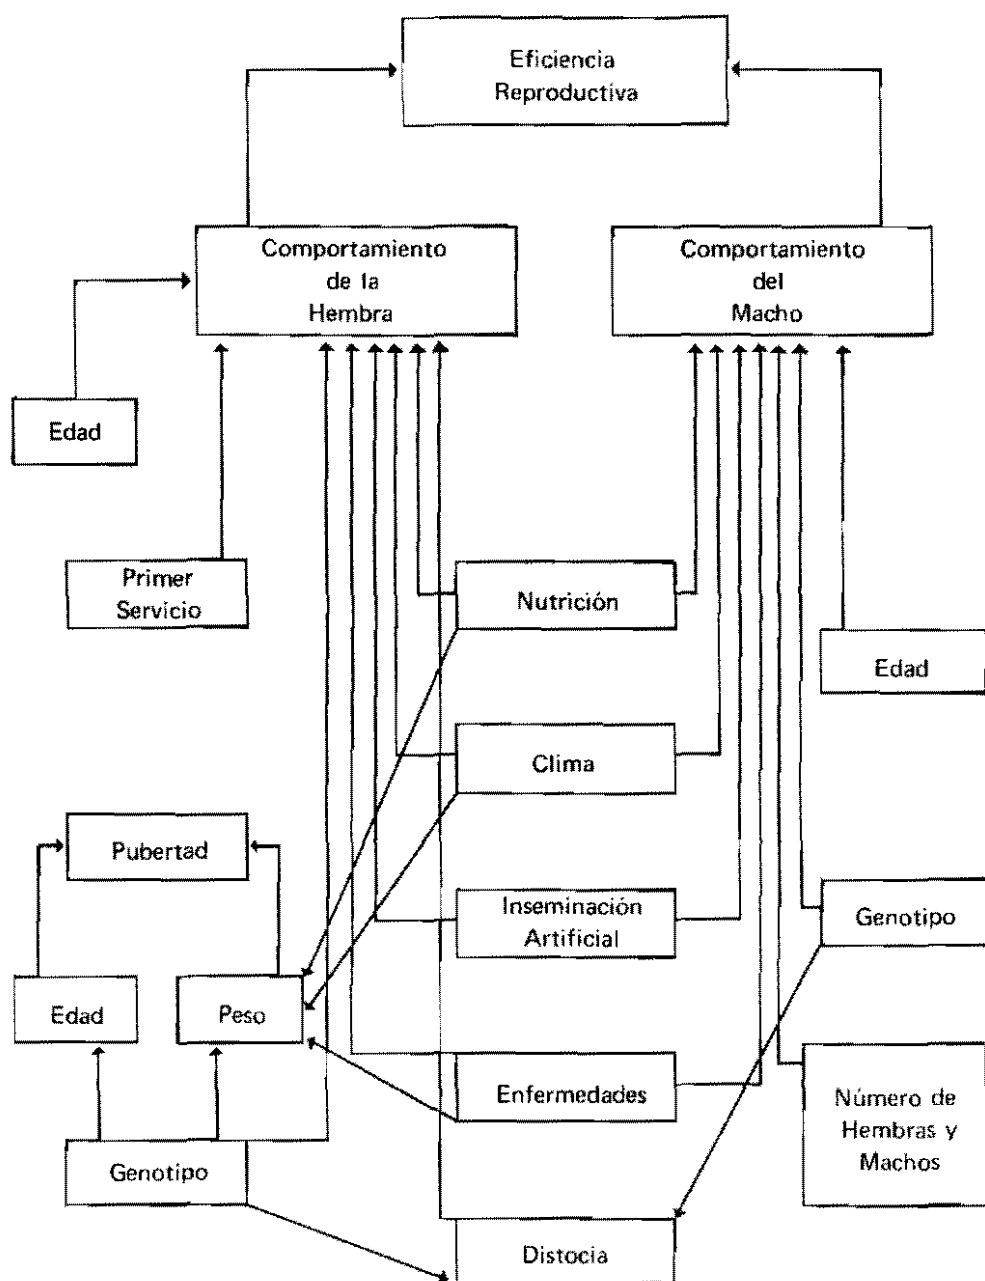 Eficiencia
Reproductiva
Comportamiento
de la
Hembra
Comportamiento
del
Macho
Edad
Primer
Servicio
Nutrición
Edad
Clima
Pubertad
Inseminación
Artificial
Genotipo
Edad
Peso
Enfermedades
Número de
Hembras y
Machos
Genotipo
Distocia